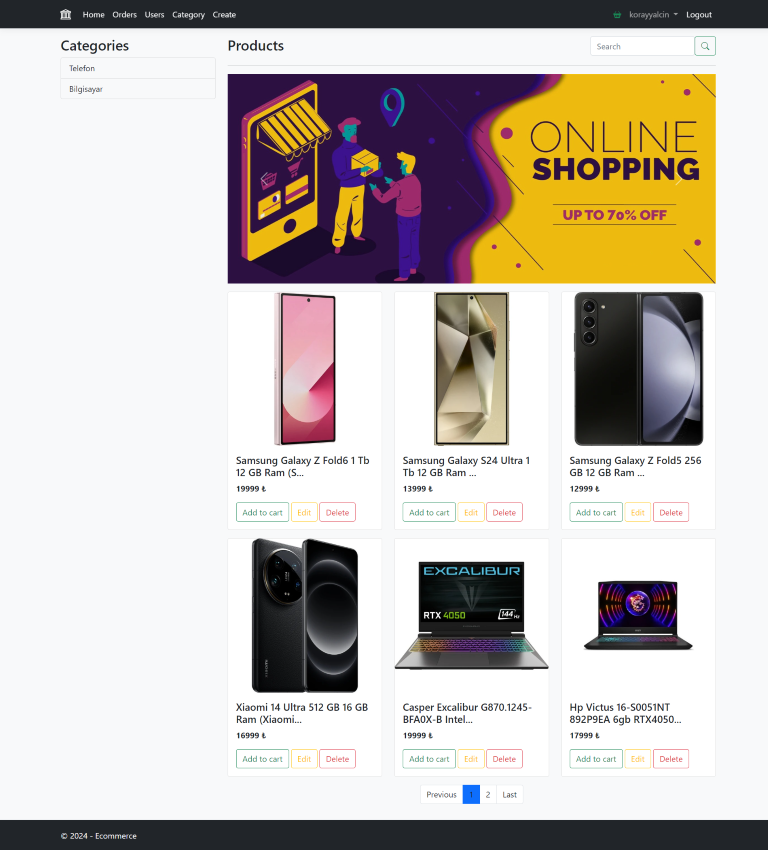 Home Orders Users Category Create
korayyalcin Logout
Categories
Telefon
Bilgisayar
Products
Search
ONLINE
SHOPPING
UP TO 70% OFF
Samsung Galaxy Z Fold6 1 Tb
12 GB Ram (S...
19999 ₺
Add to cart Edit Delete
Samsung Galaxy S24 Ultra 1
Tb 12 GB Ram ...
13999 ₺
Add to cart Edit Delete
Samsung Galaxy Z Fold5 256
GB 12 GB Ram ...
12999 ₺
Add to cart Edit Delete
Xiaomi 14 Ultra 512 GB 16 GB
Ram (Xiaomi...
16999 ₺
Add to cart Edit Delete
EXCALIBUR
RTX 4050
144 Hz
Casper Excalibur G870.1245-
BFA0X-B Intel...
19999 ₺
Add to cart Edit Delete
Hp Victus 16-S0051NT
892P9EA 6gb RTX4050...
17999 ₺
Add to cart Edit Delete
Previous 1 2 Last
© 2024 - Ecommerce